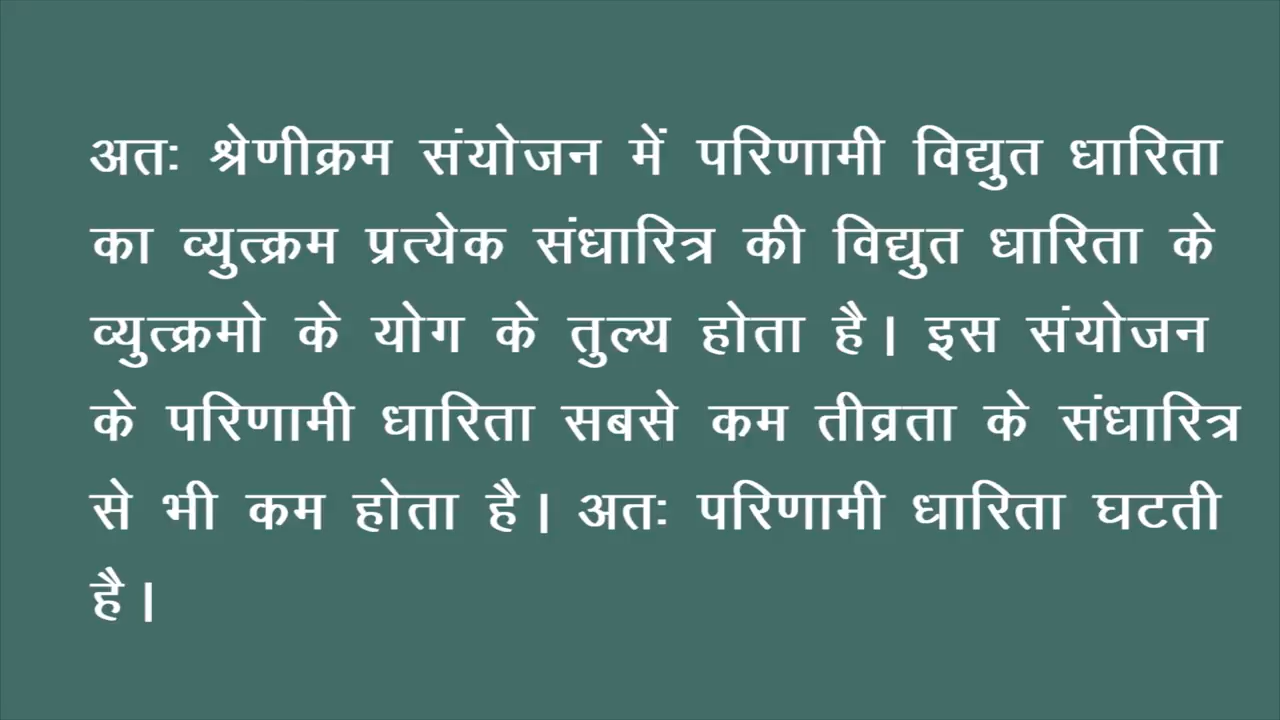 अतः श्रेणीक्रम संयोजन में परिणामी विद्युत धारिता
का व्युत्क्रम प्रत्येक संधारित्र की विद्युत धारिता के
व्युत्क्रमो के योग के तुल्य होता है। इस संयोजन
के परिणामी धारिता सबसे कम तीव्रता के संधारित्र
से भी कम होता है। अतः परिणामी धारिता घटती
है।